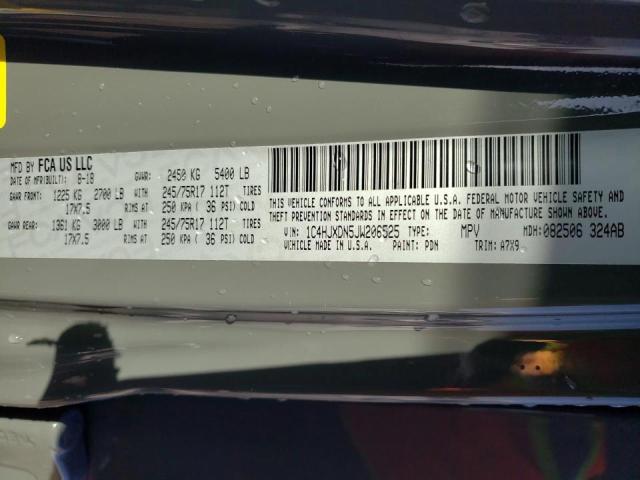 MFD BY FCA US LLC
DATE OF MFR(BUILT): 8-18 GVWR: 2450 KG 5400 LB
GAWR FRONT: 1225 KG 2700 LB WITH 245/75R17 112T TIRES
17X7.5 RIMS AT 250 KPA ( 36 PSI) COLD
GAWR REAR: 1361 KG 3000 LB WITH 245/75R17 112T TIRES
17X7.5 RIMS AT 250 KPA ( 36 PSI) COLD
THIS VEHICLE CONFORMS TO ALL APPLICABLE U.S.A. FEDERAL MOTOR VEHICLE SAFETY AND
THEFT PREVENTION STANDARDS IN EFFECT ON THE DATE OF MANUFACTURE SHOWN ABOVE.
VIN: 1C4HJXDN5JW206525 TYPE: MPV MDH: 082506 324AB
VEHICLE MADE IN U.S.A. PAINT: PDN TRIM: A7X9